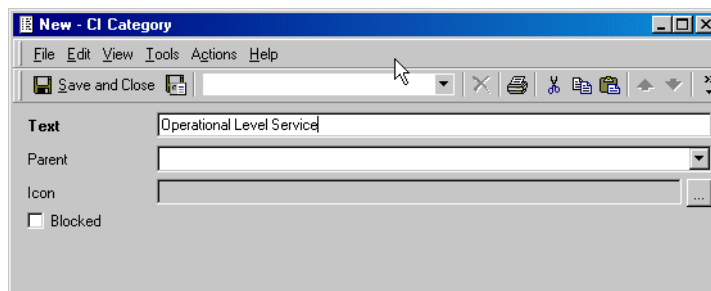 New - CI Category
File Edit View Tools Actions Help
Save and Close
Text Operational Level Service
Parent
Icon ...
Blocked